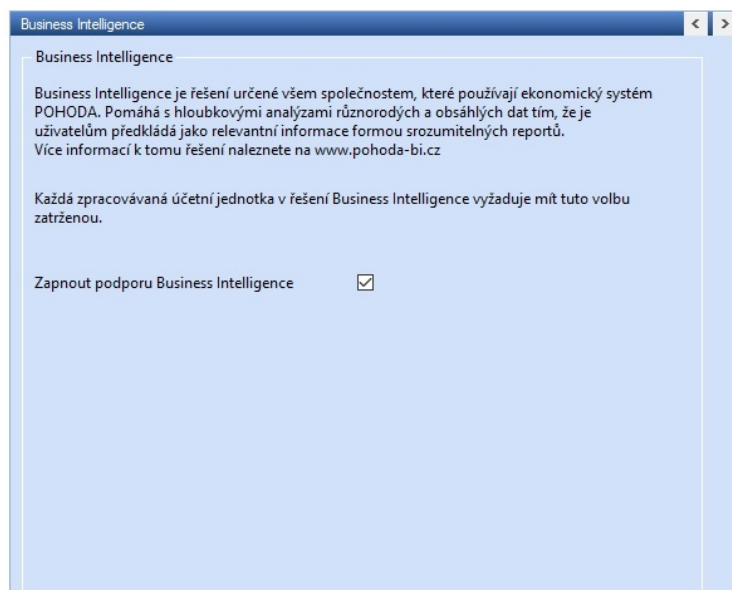 Business Intelligence
Business Intelligence
Business Intelligence je řešení určené všem společnostem, které používají ekonomický systém
POHODA. Pomáhá s hloubkovými analýzami různorodých a obsáhlých dat tím, že je
uživatelům předkládá jako relevantní informace formou srozumitelných reportů.
Více informací k tomu řešení naleznete na www.pohoda-bi.cz
Každá zpracovávaná účetní jednotka v řešení Business Intelligence vyžaduje mít tuto volbu
zatrženou.
Zapnout podporu Business Intelligence